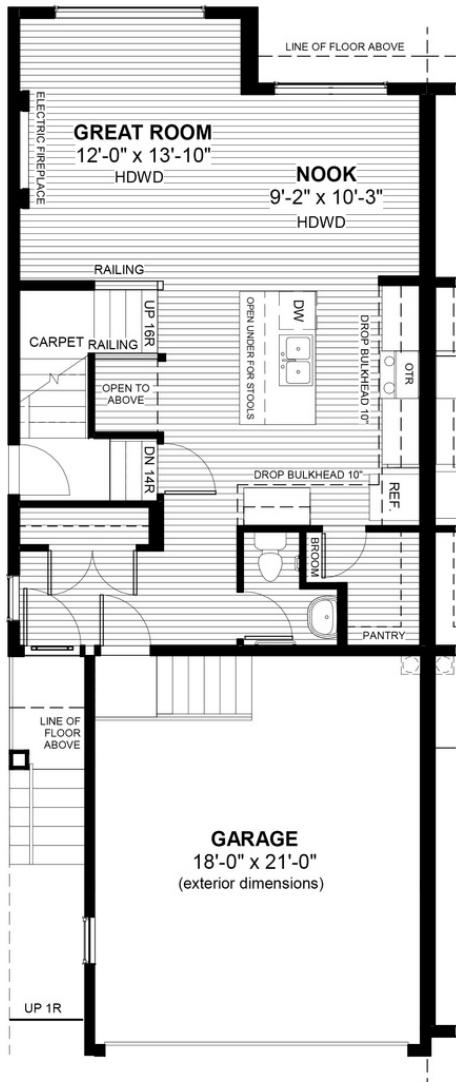 LINE OF FLOOR ABOVE
ELECTRIC FIREPLACE
GREAT ROOM
12'-0" x 13'-10"
HDWD
NOOK
9'-2" x 10'-3"
HDWD
RAILING
UP 16R
CARPET
RAILING
OPEN TO
ABOVE
OPEN UNDER FOR STOOLS
DW
DROP BULKHEAD 10"
OTR
DN 14R
DROP BULKHEAD 10"
REF.
BROOM
PANTRY
LINE OF
FLOOR
ABOVE
GARAGE
18'-0" x 21'-0"
(exterior dimensions)
UP 1R